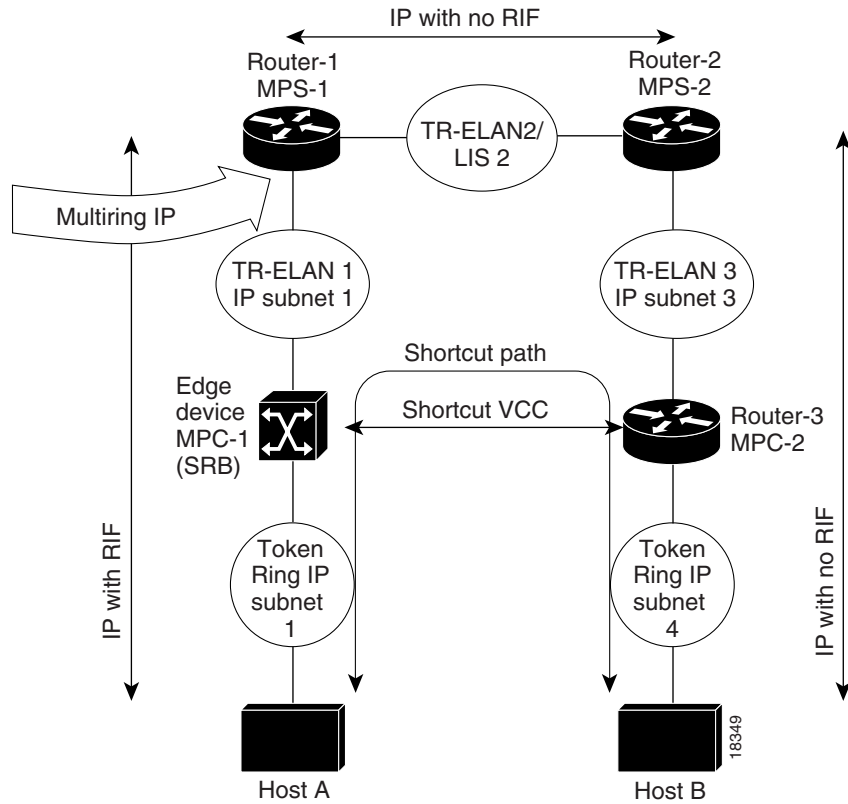 IP with no RIF
Router-1
MPS-1
Router-2
MPS-2
TR-ELAN2/
LIS 2
Multiring IP
TR-ELAN 1
IP subnet 1
TR-ELAN 3
IP subnet 3
Shortcut path
Edge
device
MPC-1
(SRB)
Shortcut VCC
Router-3
MPC-2
IP with RIF
Token
Ring IP
subnet
1
Token
Ring IP
subnet
4
IP with no RIF
18349
Host A
Host B